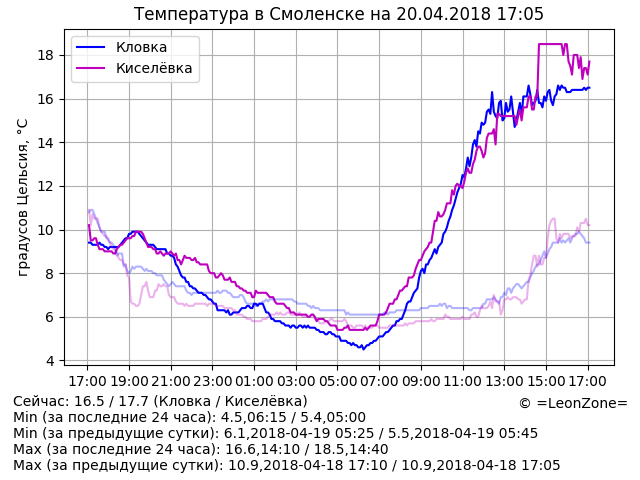 Температура в Смоленске на 20.04.2018 17:05
Кловка
Киселёвка
градусов Цельсия, °C
18
16
14
12
10
8
6
4
17:00 19:00 21:00 23:00 01:00 03:00 05:00 07:00 09:00 11:00 13:00 15:00 17:00
Сейчас: 16.5 / 17.7 (Кловка / Киселёвка)
© =LeonZone=
Min (за последние 24 часа): 4.5,06:15 / 5.4,05:00
Min (за предыдущие сутки): 6.1,2018-04-19 05:25 / 5.5,2018-04-19 05:45
Max (за последние 24 часа): 16.6,14:10 / 18.5,14:40
Max (за предыдущие сутки): 10.9,2018-04-18 17:10 / 10.9,2018-04-18 17:05